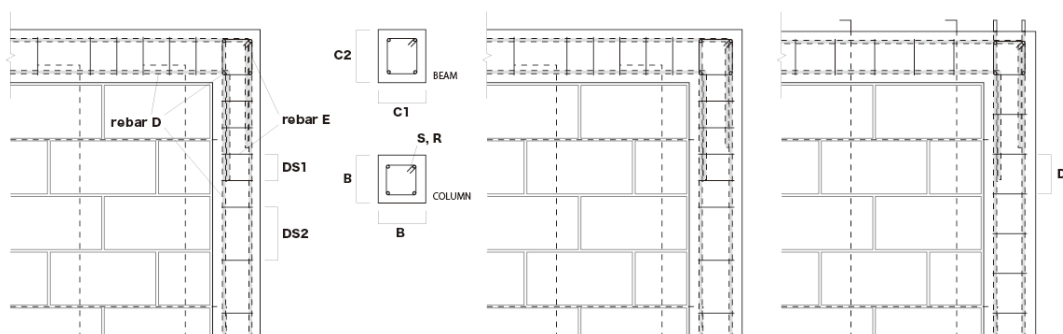 C2
BEAM
C1
rebar D
rebar E
S, R
DS1
B
COLUMN
DS2
B